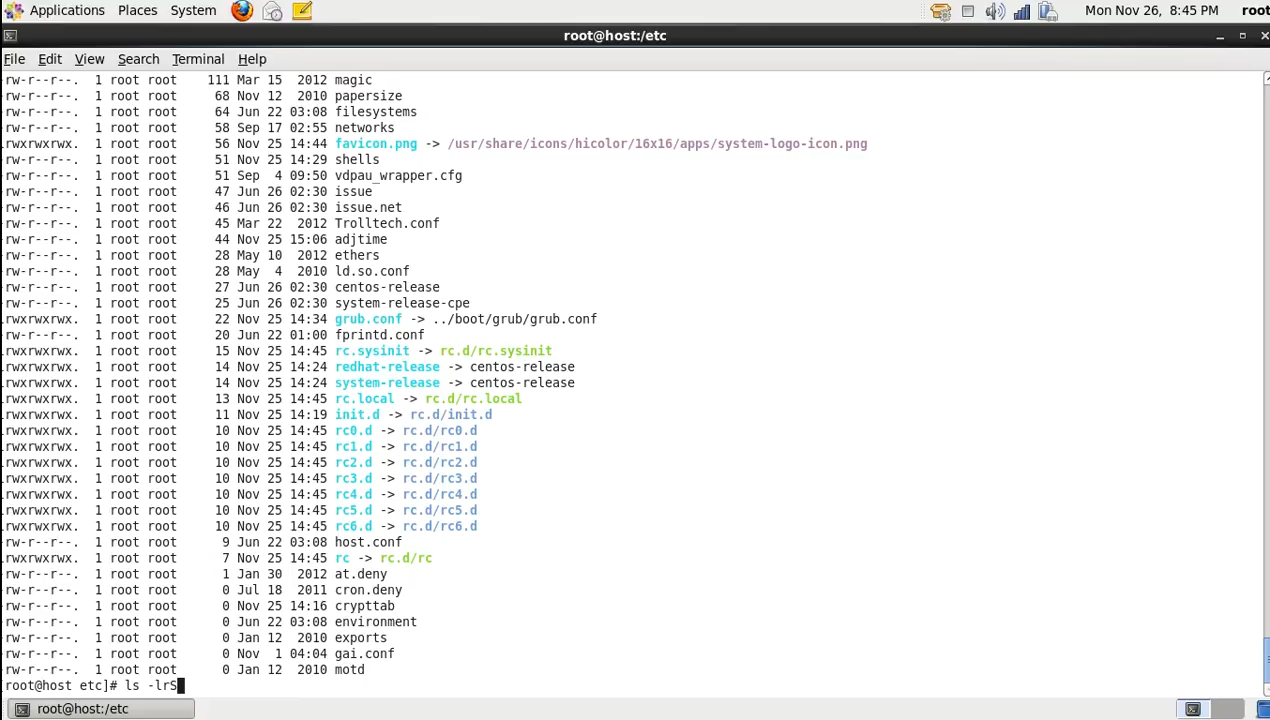 Applications Places System Mon Nov 26, 8:45 PM root
root@host:/etc
File Edit View Search Terminal Help
rw-r--r--. 1 root root 111 Mar 15 2012 magic
rw-r--r--. 1 root root 68 Nov 12 2010 papersize
rw-r--r--. 1 root root 64 Jun 22 03:08 filesystems
rw-r--r--. 1 root root 58 Sep 17 02:55 networks
rwxrwxrwx. 1 root root 56 Nov 25 14:44 favicon.png -> /usr/share/icons/hicolor/16x16/apps/system-logo-icon.png
rw-r--r--. 1 root root 51 Nov 25 14:29 shells
rw-r--r--. 1 root root 51 Sep 4 09:50 vdpau_wrapper.cfg
rw-r--r--. 1 root root 47 Jun 26 02:30 issue
rw-r--r--. 1 root root 46 Jun 26 02:30 issue.net
rw-r--r--. 1 root root 45 Mar 22 2012 Trolltech.conf
rw-r--r--. 1 root root 44 Nov 25 15:06 adjtime
rw-r--r--. 1 root root 28 May 10 2012 ethers
rw-r--r--. 1 root root 28 May 4 2010 ld.so.conf
rw-r--r--. 1 root root 27 Jun 26 02:30 centos-release
rw-r--r--. 1 root root 25 Jun 26 02:30 system-release-cpe
rwxrwxrwx. 1 root root 22 Nov 25 14:34 grub.conf -> ../boot/grub/grub.conf
rw-r--r--. 1 root root 20 Jun 22 01:00 fprintd.conf
rwxrwxrwx. 1 root root 15 Nov 25 14:45 rc.sysinit -> rc.d/rc.sysinit
rwxrwxrwx. 1 root root 14 Nov 25 14:24 redhat-release -> centos-release
rwxrwxrwx. 1 root root 14 Nov 25 14:24 system-release -> centos-release
rwxrwxrwx. 1 root root 13 Nov 25 14:45 rc.local -> rc.d/rc.local
rwxrwxrwx. 1 root root 11 Nov 25 14:19 init.d -> rc.d/init.d
rwxrwxrwx. 1 root root 10 Nov 25 14:45 rc0.d -> rc.d/rc0.d
rwxrwxrwx. 1 root root 10 Nov 25 14:45 rc1.d -> rc.d/rc1.d
rwxrwxrwx. 1 root root 10 Nov 25 14:45 rc2.d -> rc.d/rc2.d
rwxrwxrwx. 1 root root 10 Nov 25 14:45 rc3.d -> rc.d/rc3.d
rwxrwxrwx. 1 root root 10 Nov 25 14:45 rc4.d -> rc.d/rc4.d
rwxrwxrwx. 1 root root 10 Nov 25 14:45 rc5.d -> rc.d/rc5.d
rwxrwxrwx. 1 root root 10 Nov 25 14:45 rc6.d -> rc.d/rc6.d
rw-r--r--. 1 root root 9 Jun 22 03:08 host.conf
rwxrwxrwx. 1 root root 7 Nov 25 14:45 rc -> rc.d/rc
rw-r--r--. 1 root root 1 Jan 30 2012 at.deny
rw-r--r--. 1 root root 0 Jul 18 2011 cron.deny
rw-r--r--. 1 root root 0 Nov 25 14:16 crypttab
rw-r--r--. 1 root root 0 Jun 22 03:08 environment
rw-r--r--. 1 root root 0 Jan 12 2010 exports
rw-r--r--. 1 root root 0 Nov 1 04:04 gai.conf
rw-r--r--. 1 root root 0 Jan 12 2010 motd
root@host etc]# ls -lrS
root@host:/etc